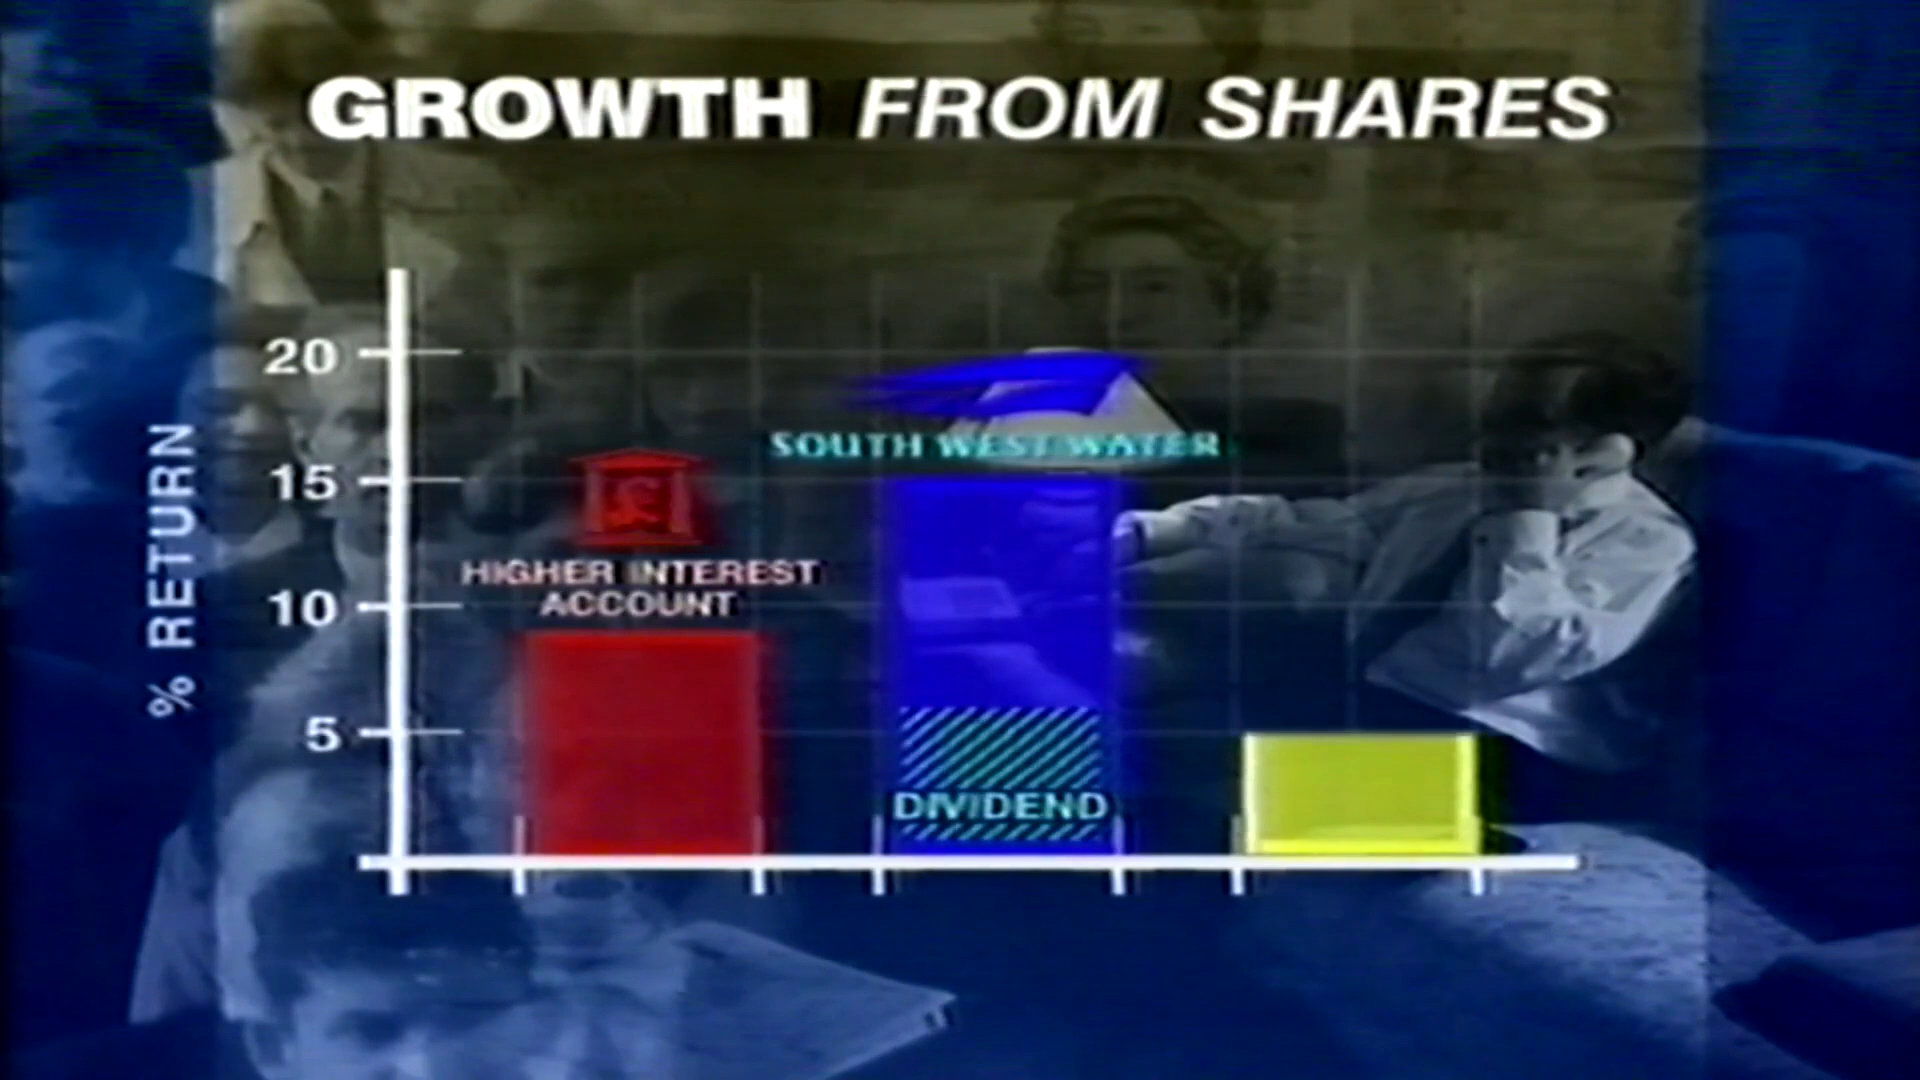 GROWTH FROM SHARES
% RETURN
20
15
10
5
£
HIGHER INTEREST
ACCOUNT
SOUTH WEST WATER
DIVIDEND